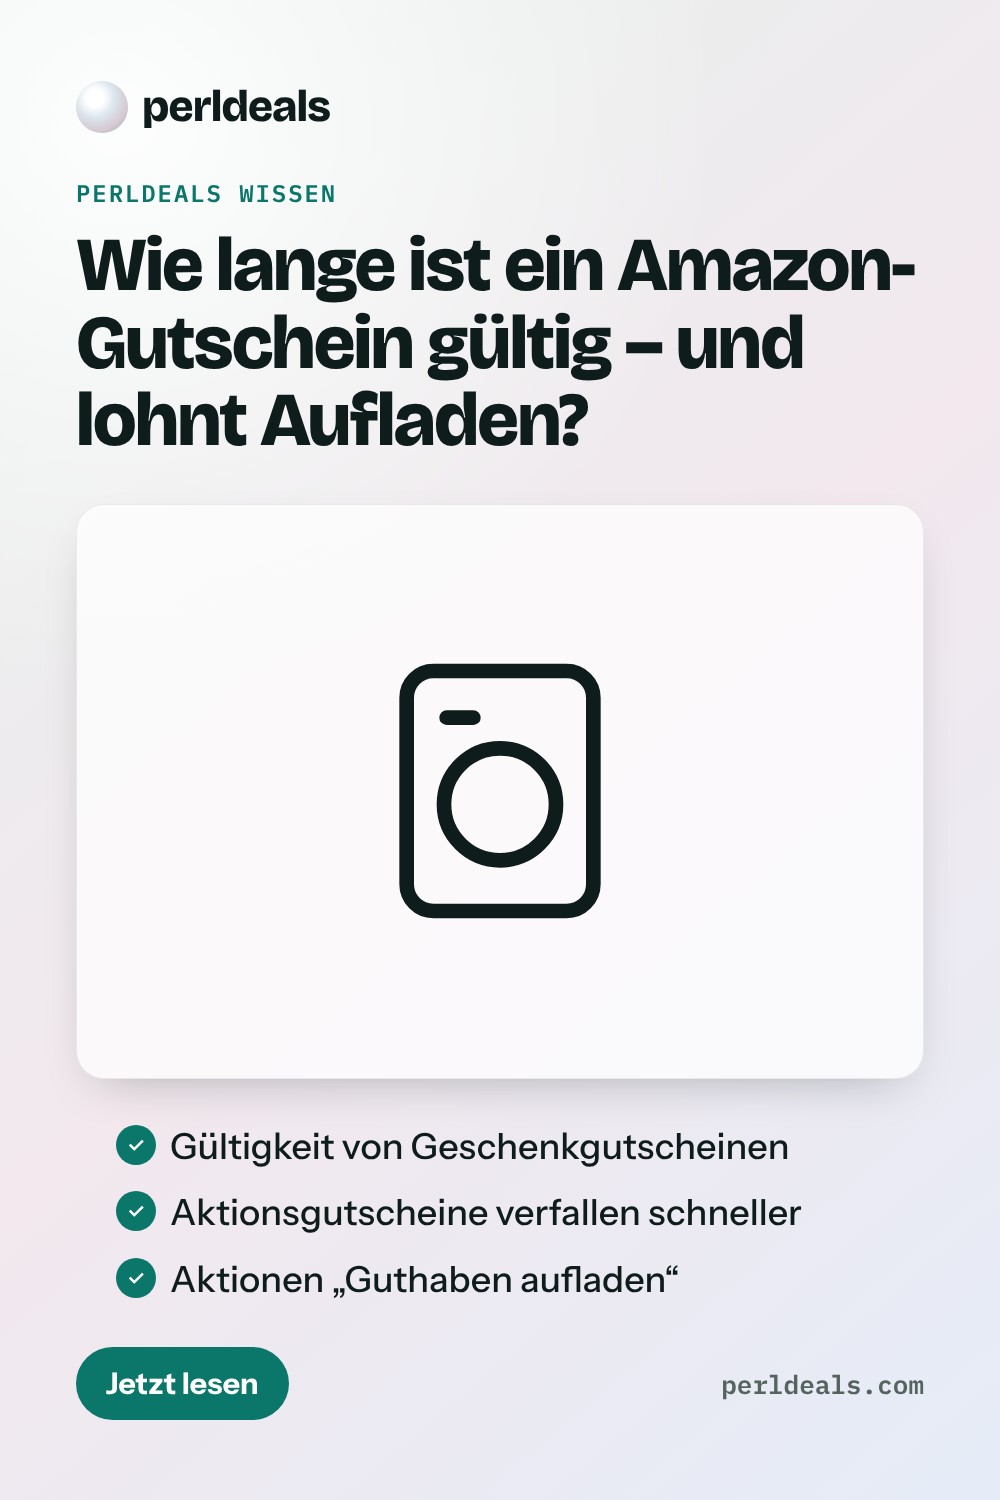 perldeals
PERLDEALS WISSEN
Wie lange ist ein Amazon-
Gutschein gültig – und
lohnt Aufladen?
Gültigkeit von Geschenkgutscheinen
Aktionsgutscheine verfallen schneller
Aktionen „Guthaben aufladen“
Jetzt lesen
perldeals.com